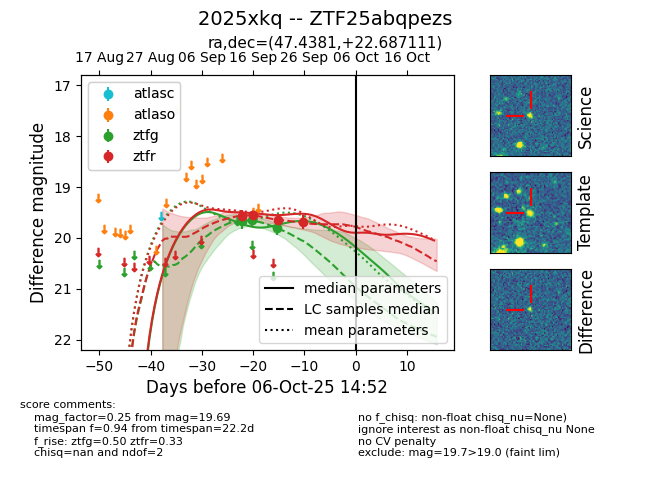 2025xkq -- ZTF25abqpezs
ra,dec=(47.4381,+22.687111)
17 Aug 27 Aug 06 Sep 16 Sep 26 Sep 06 Oct 16 Oct
atlasc
atlaso
ztfg
ztfr
17
18
19
20
21
22
Difference magnitude
median parameters
LC samples median
mean parameters
−50 −40 −30 −20 −10 0 10
Days before 06-Oct-25 14:52
Science
Template
Difference
score comments:
mag_factor=0.25 from mag=19.69
timespan f=0.94 from timespan=22.2d
f_rise: ztfg=0.50 ztfr=0.33
chisq=nan and ndof=2
no f_chisq: non-float chisq_nu=None)
ignore interest as non-float chisq_nu None
no CV penalty
exclude: mag=19.7>19.0 (faint lim)